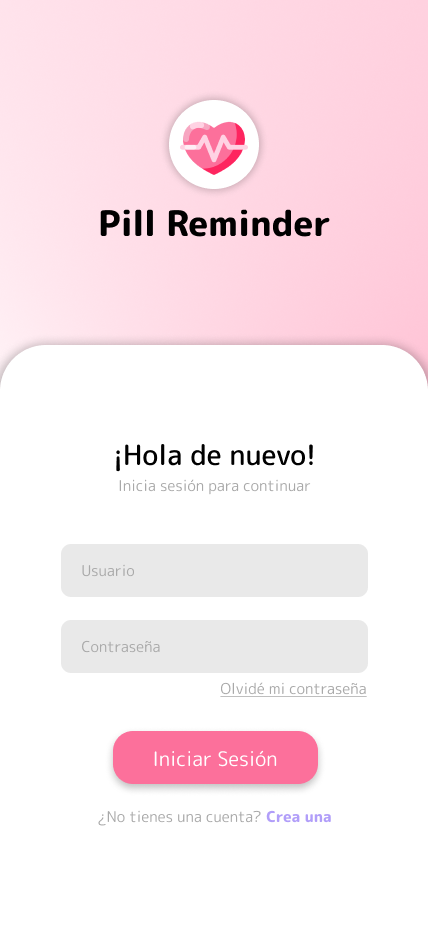 Pill Reminder
¡Hola de nuevo!
Inicia sesión para continuar
Usuario
Contraseña
Olvidé mi contraseña
Iniciar Sesión
¿No tienes una cuenta? Crea una